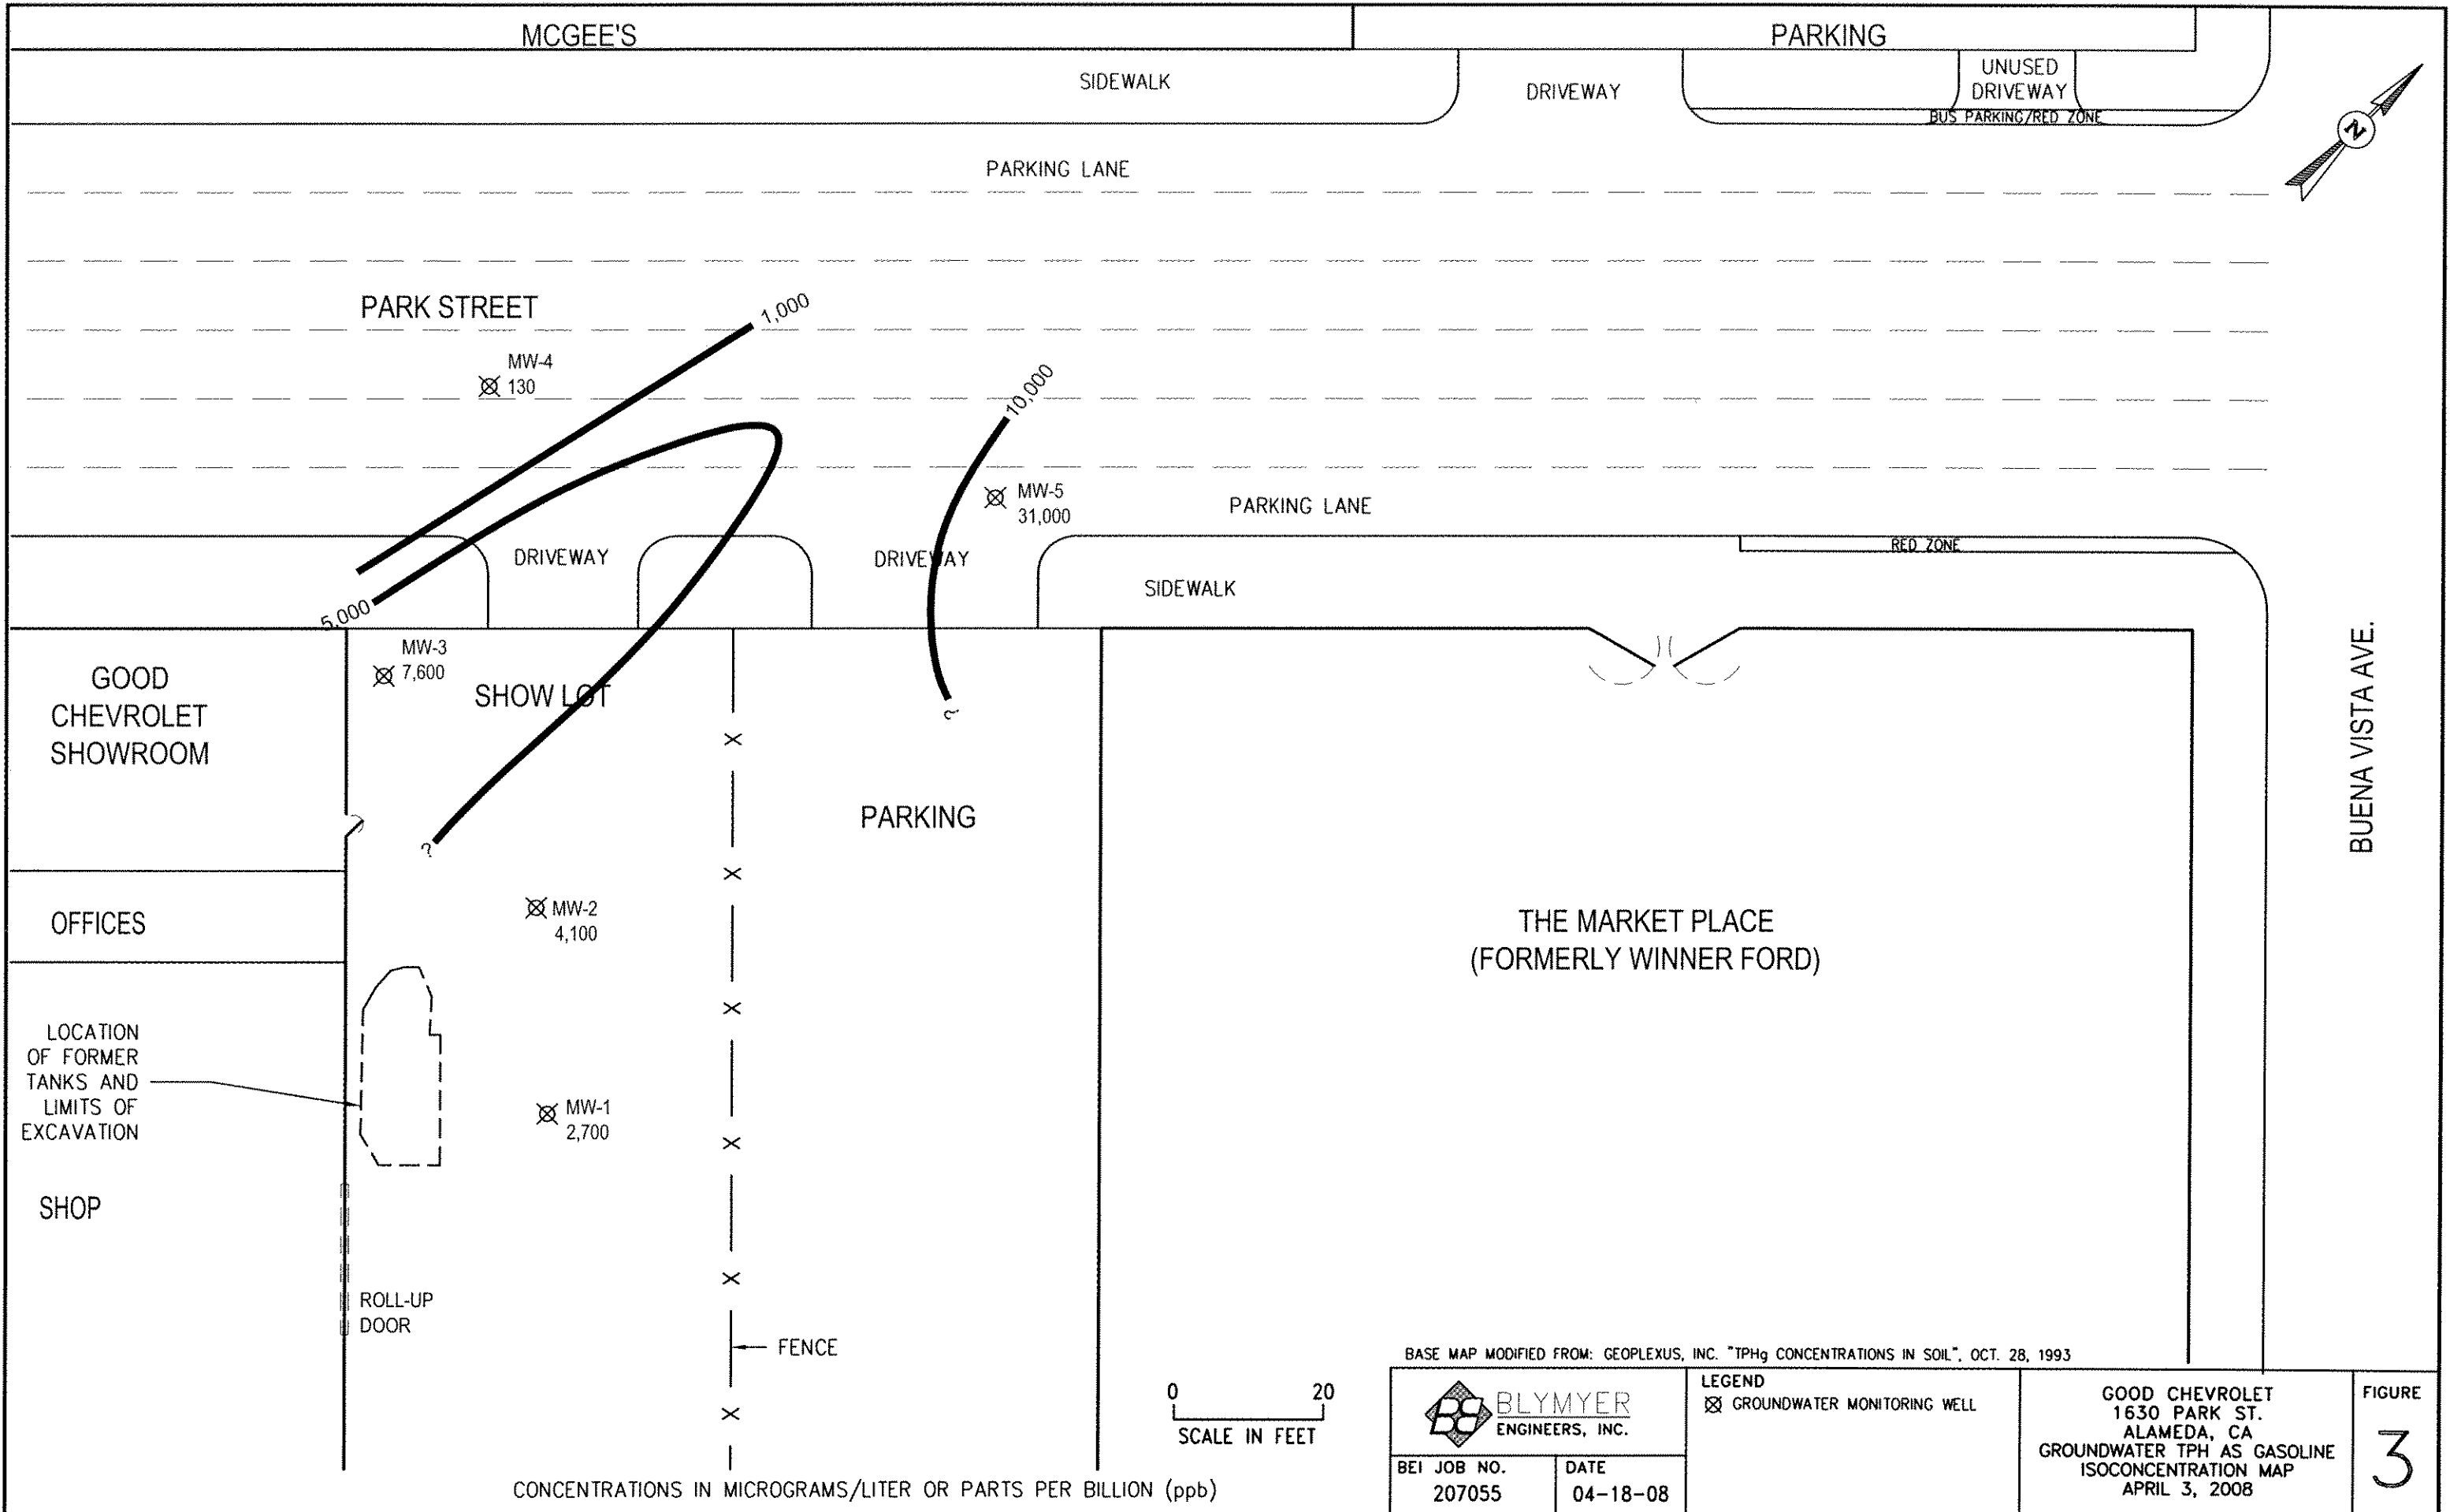 MCGEE'S
PARKING
SIDEWALK
DRIVEWAY
UNUSED
DRIVEWAY
BUS PARKING/RED ZONE
N
PARKING LANE
PARK STREET
1,000
MW-4
130
10,000
MW-5
31,000
PARKING LANE
DRIVEWAY
DRIVEWAY
RED ZONE
SIDEWALK
5,000
MW-3
7,600
GOOD
CHEVROLET
SHOWROOM
SHOW LOT
?
BUENA VISTA AVE.
X
PARKING
?
X
OFFICES
MW-2
4,100
THE MARKET PLACE
(FORMERLY WINNER FORD)
X
LOCATION
OF FORMER
TANKS AND
LIMITS OF
EXCAVATION
MW-1
2,700
X
SHOP
X
ROLL-UP
DOOR
FENCE
X
BASE MAP MODIFIED FROM: GEOPLEXUS, INC. "TPHg CONCENTRATIONS IN SOIL", OCT. 28, 1993
0 20
SCALE IN FEET
BLYMYER
ENGINEERS, INC.
LEGEND
GROUNDWATER MONITORING WELL
GOOD CHEVROLET
1630 PARK ST.
ALAMEDA, CA
GROUNDWATER TPH AS GASOLINE
ISOCONCENTRATION MAP
APRIL 3, 2008
FIGURE
3
BEI JOB NO.
207055
DATE
04-18-08
CONCENTRATIONS IN MICROGRAMS/LITER OR PARTS PER BILLION (ppb)